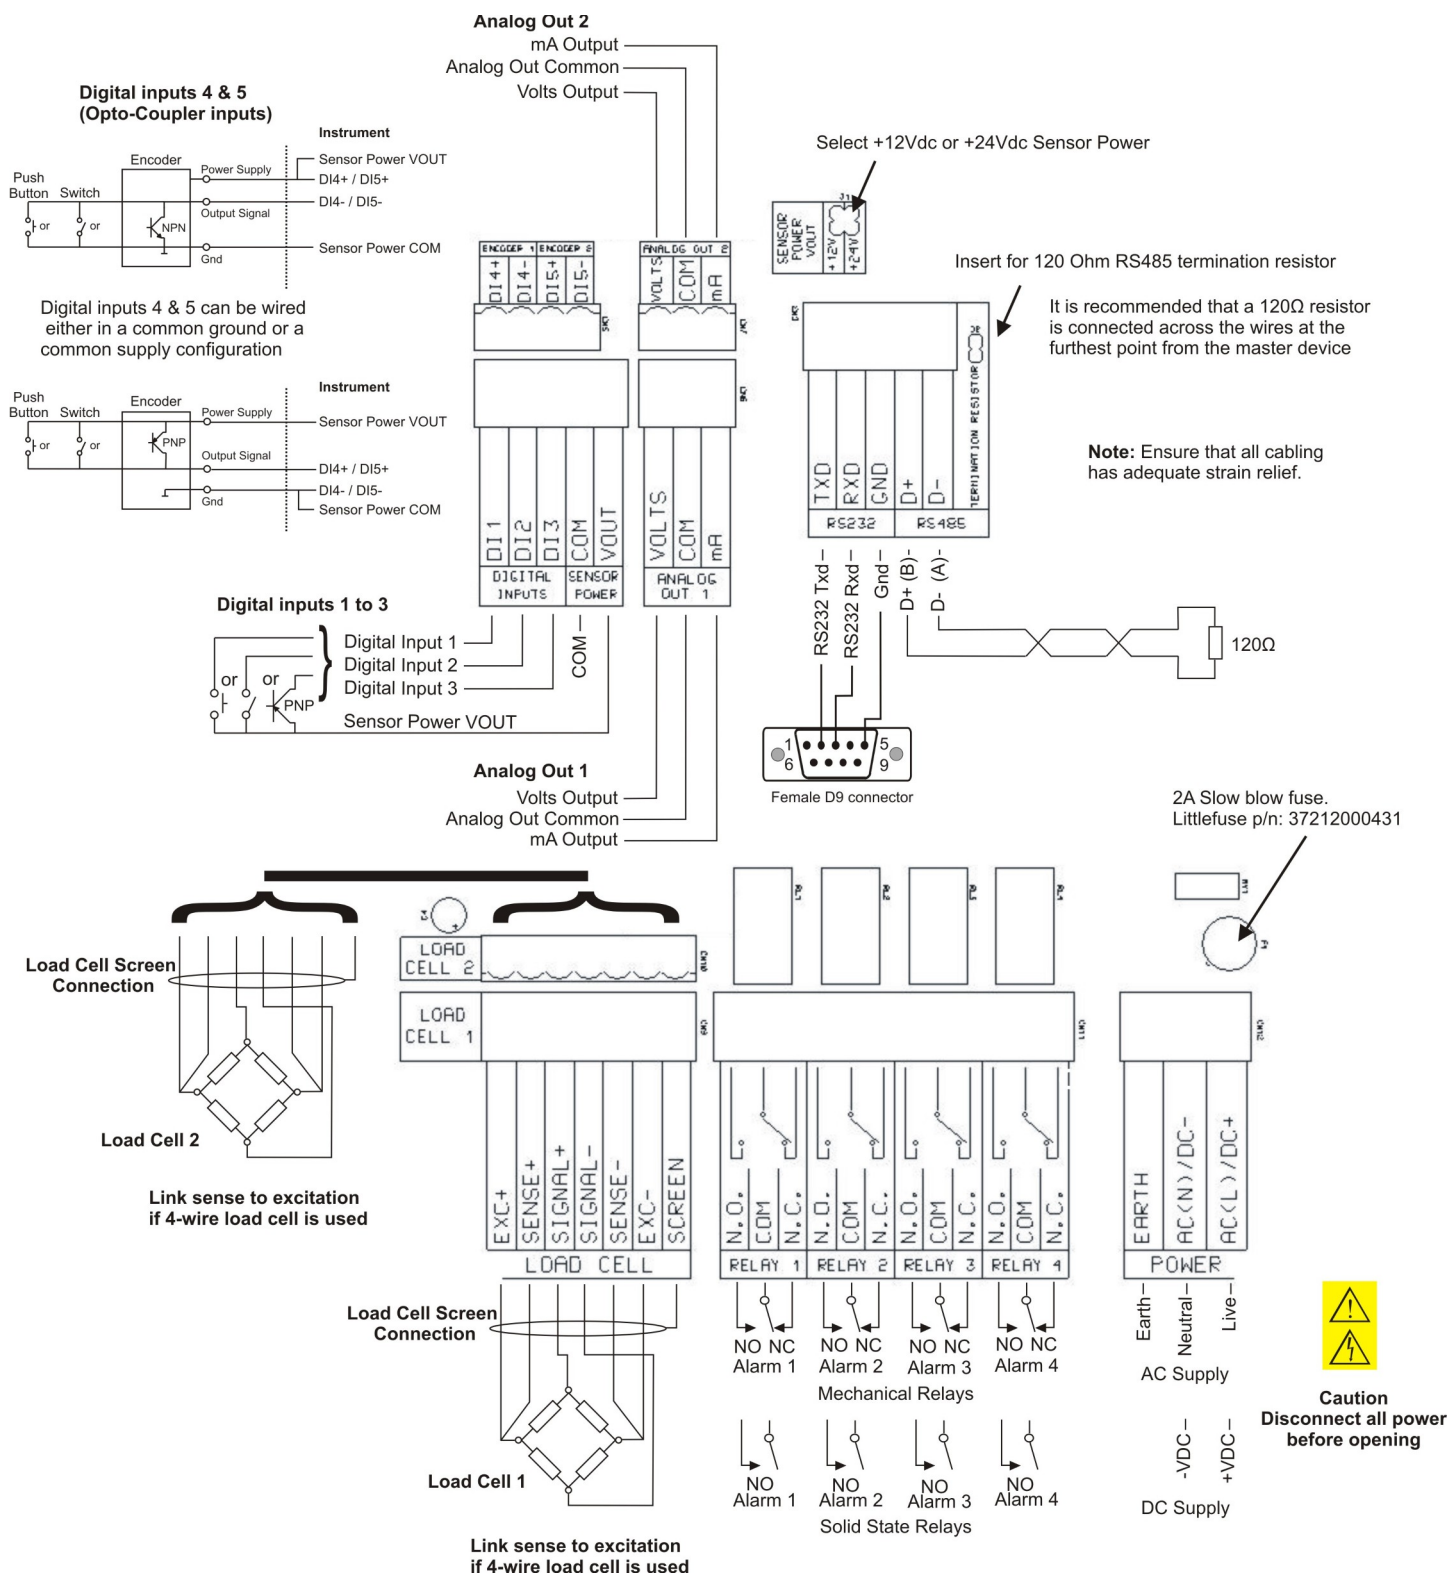 Analog Out 2
mA Output
Analog Out Common
Volts Output
Digital inputs 4 & 5
(Opto-Coupler inputs)
Instrument
Encoder
Power Supply
Sensor Power VOUT
DI4+ / DI5+
Push
Button
Switch
DI4- / DI5-
Output Signal
or
or
NPN
Sensor Power COM
Gnd
Digital inputs 4 & 5 can be wired
either in a common ground or a
common supply configuration
Instrument
Push
Button
Switch
Encoder
Power Supply
Sensor Power VOUT
or
or
PNP
Output Signal
DI4+ / DI5+
DI4- / DI5-
Gnd
Sensor Power COM
Select +12Vdc or +24Vdc Sensor Power
J1
SENSOR
POWER
VOUT
+12V
+24V
ENCODER 1
ENCODER 2
DI4+
DI4-
DI5+
DI5-
CN5
ANALOG OUT 2
VOLTS
COM
mA
CN7
Insert for 120 Ohm RS485 termination resistor
It is recommended that a 120Ω resistor
is connected across the wires at the
furthest point from the master device
Note: Ensure that all cabling
has adequate strain relief.
TERMINATION RESISTOR
TXD
RXD
GND
D+
D-
RS232
RS485
DI1
DI2
DI3
COM
VOUT
DIGITAL
INPUTS
SENSOR
POWER
VOLTS
COM
mA
ANALOG
OUT 1
RS232 Txd
RS232 Rxd
Gnd
D+ (B)
D- (A)
120Ω
Digital inputs 1 to 3
Digital Input 1
Digital Input 2
Digital Input 3
COM
or
or
PNP
Sensor Power VOUT
1
5
6
9
Female D9 connector
Analog Out 1
Volts Output
Analog Out Common
mA Output
2A Slow blow fuse.
Littlefuse p/n: 37212000431
RL1
RL2
RL3
RL4
F1
LOAD
CELL 2
CN10
LOAD
CELL 1
CN9
CN11
CN12
Load Cell Screen
Connection
Load Cell 2
Link sense to excitation
if 4-wire load cell is used
EXC+
SENSE+
SIGNAL+
SIGNAL-
SENSE-
EXC-
SCREEN
LOAD CELL
N.O.
COM
N.C.
N.O.
COM
N.C.
N.O.
COM
N.C.
N.O.
COM
N.C.
RELAY 1
RELAY 2
RELAY 3
RELAY 4
EARTH
AC(N)/DC-
AC(L)/DC+
POWER
Load Cell Screen
Connection
Load Cell 1
Link sense to excitation
if 4-wire load cell is used
NO NC
Alarm 1
NO NC
Alarm 2
NO NC
Alarm 3
NO NC
Alarm 4
Mechanical Relays
NO
Alarm 1
NO
Alarm 2
NO
Alarm 3
NO
Alarm 4
Solid State Relays
Earth
Neutral
Live
AC Supply
-VDC
+VDC
DC Supply
Caution
Disconnect all power
before opening